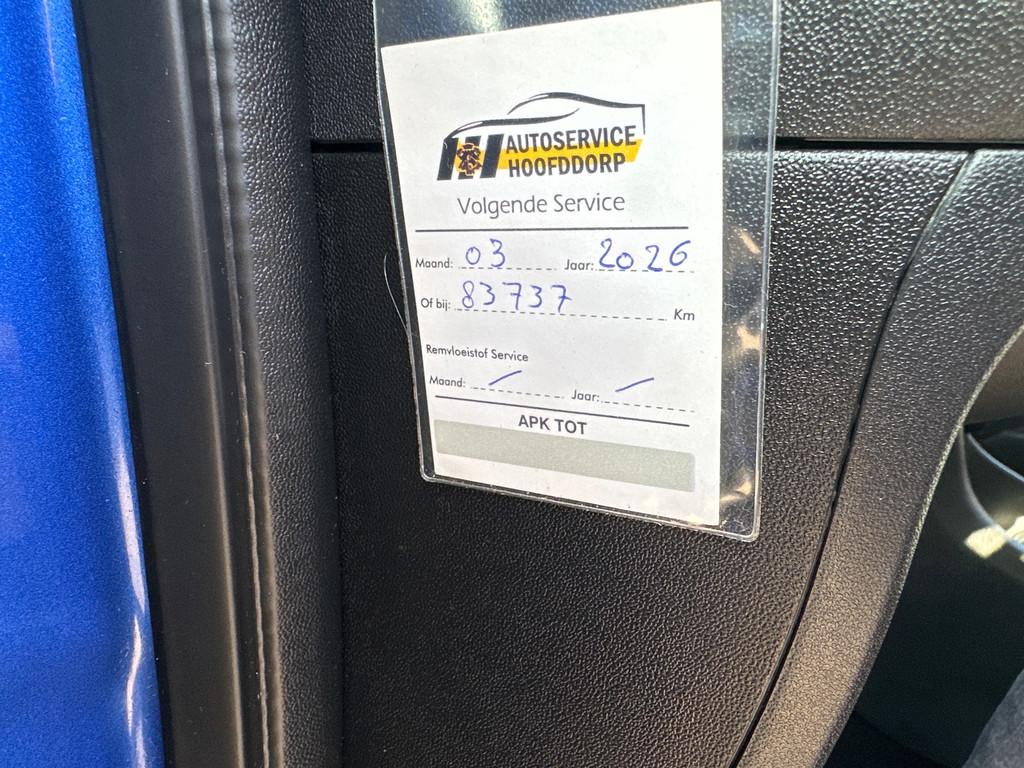 AUTOSERVICE
HOOFDDORP
Volgende Service
Maand: 03 Jaar: 2026
Of bij: 83737 Km
Remvloeistof Service
Maand: / Jaar: /
APK TOT